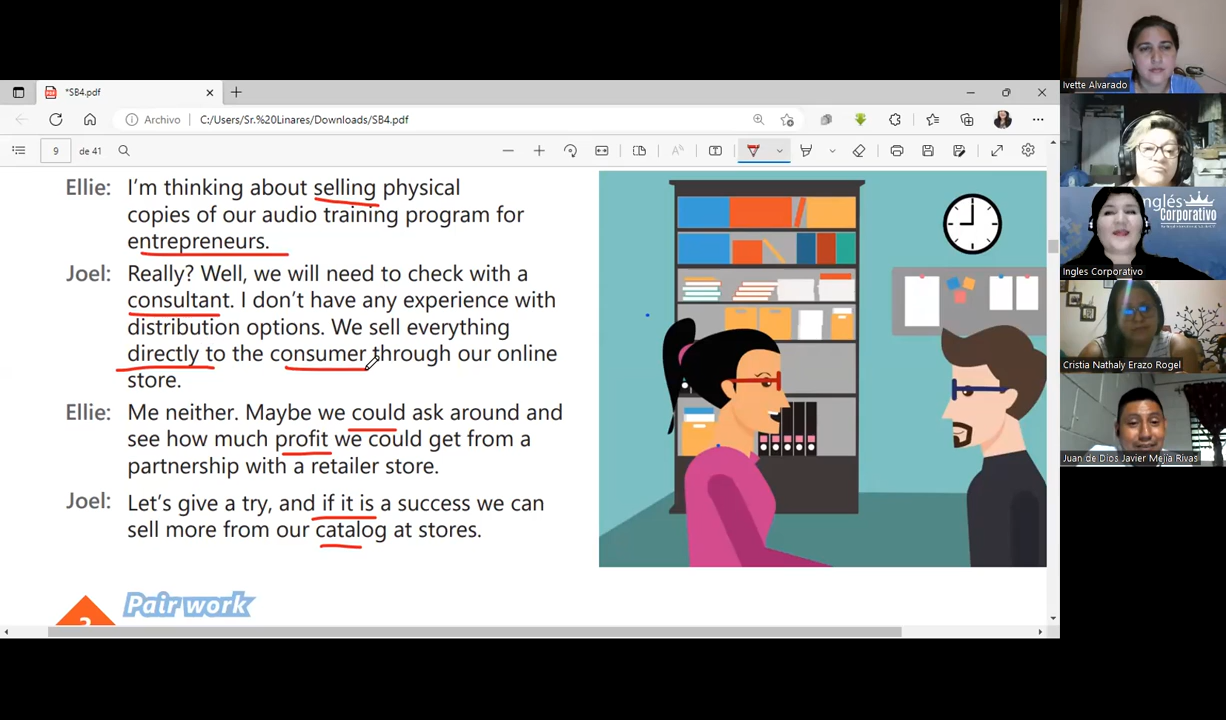 *SB4.pdf
Archivo
C:/Users/Sr.%20Linares/Downloads/SB4.pdf
9
de 41
Ellie: I'm thinking about selling physical
copies of our audio training program for
entrepreneurs.
Joel: Really? Well, we will need to check with a
consultant. I don't have any experience with
distribution options. We sell everything
directly to the consumer through our online
store.
Ellie: Me neither. Maybe we could ask around and
see how much profit we could get from a
partnership with a retailer store.
Joel: Let's give a try, and if it is a success we can
sell more from our catalog at stores.
Pair work
Ivette Alvarado
Inglés
Corporativo
Ingles Corporativo
Cristia Nathaly Erazo Rogel
Juan de Dios Javier Mejía Rivas